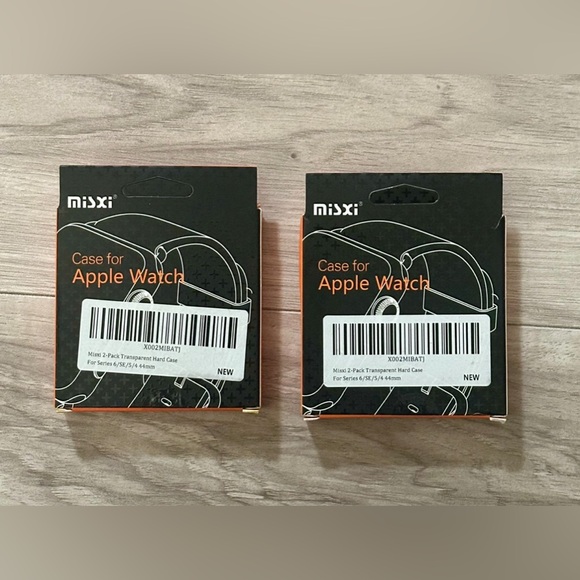 misxi
Case for
Apple Watch
X002MIBATJ
Misxi 2-Pack Transparent Hard Case
For Series 6/SE/5/4 44mm
NEW
misxi
Case for
Apple Watch
X002MIBATJ
Misxi 2-Pack Transparent Hard Case
For Series 6/SE/5/4 44mm
NEW